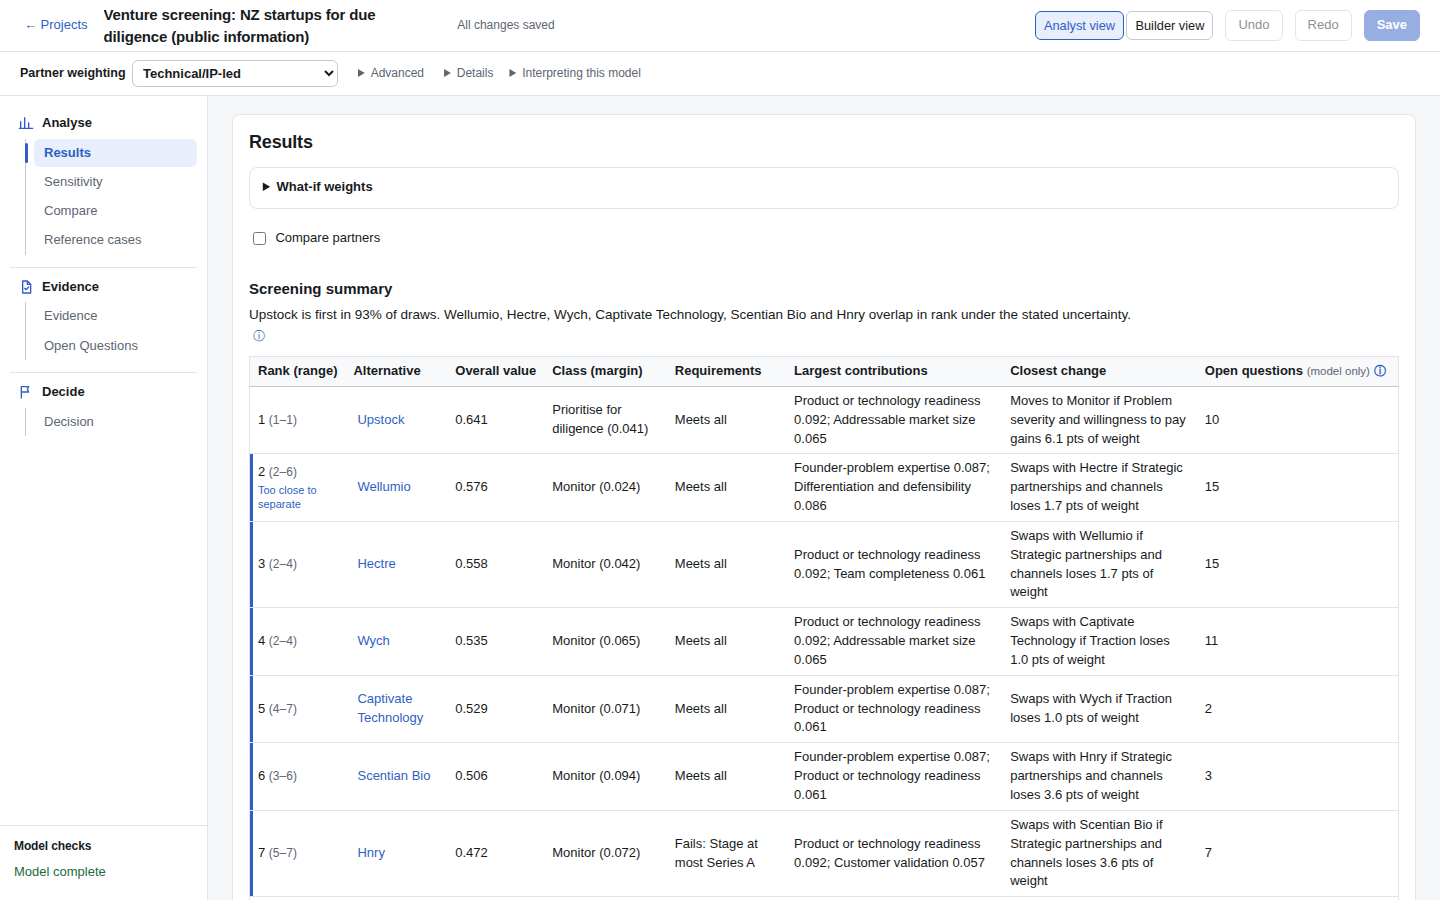 ← Projects
Venture screening: NZ startups for due
diligence (public information)
All changes saved
Analyst view
Builder view
Undo
Redo
Save
Partner weighting
Technical/IP-led
Advanced
Interpreting this model
Details
Analyse
Results
Sensitivity
Compare
Reference cases
Evidence
Evidence
Open Questions
Decide
Decision
Model checks
Model complete
Results
What-if weights
Compare partners
Screening summary
Upstock is first in 93% of draws. Wellumio, Hectre, Wych, Captivate Technology, Scentian Bio and Hnry overlap in rank under the stated uncertainty.
ⓘ
Rank (range) Alternative Overall value Class (margin) Requirements Largest contributions Closest change Open questions (model only) ⓘ
1 (1–1)
Upstock
0.641
Prioritise for
diligence (0.041)
Meets all
Product or technology readiness
0.092; Addressable market size
0.065
Moves to Monitor if Problem
severity and willingness to pay
gains 6.1 pts of weight
10
2 (2–6)
Too close to
separate
Wellumio
0.576
Monitor (0.024)
Meets all
Founder-problem expertise 0.087;
Differentiation and defensibility
0.086
Swaps with Hectre if Strategic
partnerships and channels
loses 1.7 pts of weight
15
3 (2–4)
Hectre
0.558
Monitor (0.042)
Meets all
Product or technology readiness
0.092; Team completeness 0.061
Swaps with Wellumio if
Strategic partnerships and
channels loses 1.7 pts of
weight
15
4 (2–4)
Wych
0.535
Monitor (0.065)
Meets all
Product or technology readiness
0.092; Addressable market size
0.065
Swaps with Captivate
Technology if Traction loses
1.0 pts of weight
11
5 (4–7)
Captivate
Technology
0.529
Monitor (0.071)
Meets all
Founder-problem expertise 0.087;
Product or technology readiness
0.061
Swaps with Wych if Traction
loses 1.0 pts of weight
2
6 (3–6)
Scentian Bio
0.506
Monitor (0.094)
Meets all
Founder-problem expertise 0.087;
Product or technology readiness
0.061
Swaps with Hnry if Strategic
partnerships and channels
loses 3.6 pts of weight
3
7 (5–7)
Hnry
0.472
Monitor (0.072)
Fails: Stage at
most Series A
Product or technology readiness
0.092; Customer validation 0.057
Swaps with Scentian Bio if
Strategic partnerships and
channels loses 3.6 pts of
weight
7